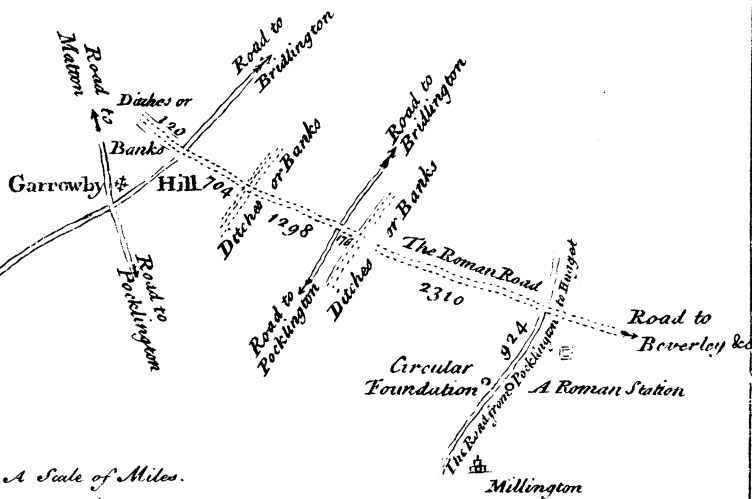 Road to
Bridlington
Road to
Malton
Ditches or
Banks
120
Road to
Bridlington
Garrowby
Hill
704
Ditches or Banks
1298
176
Ditches or Banks
The Roman Road
2310
Road to
Pocklington
Road to
Pocklington
Road to
Beverley &c
924
The Road from Pocklington to Hungat
Circular
Foundation
A Roman Station
Millington
A Scale of Miles.